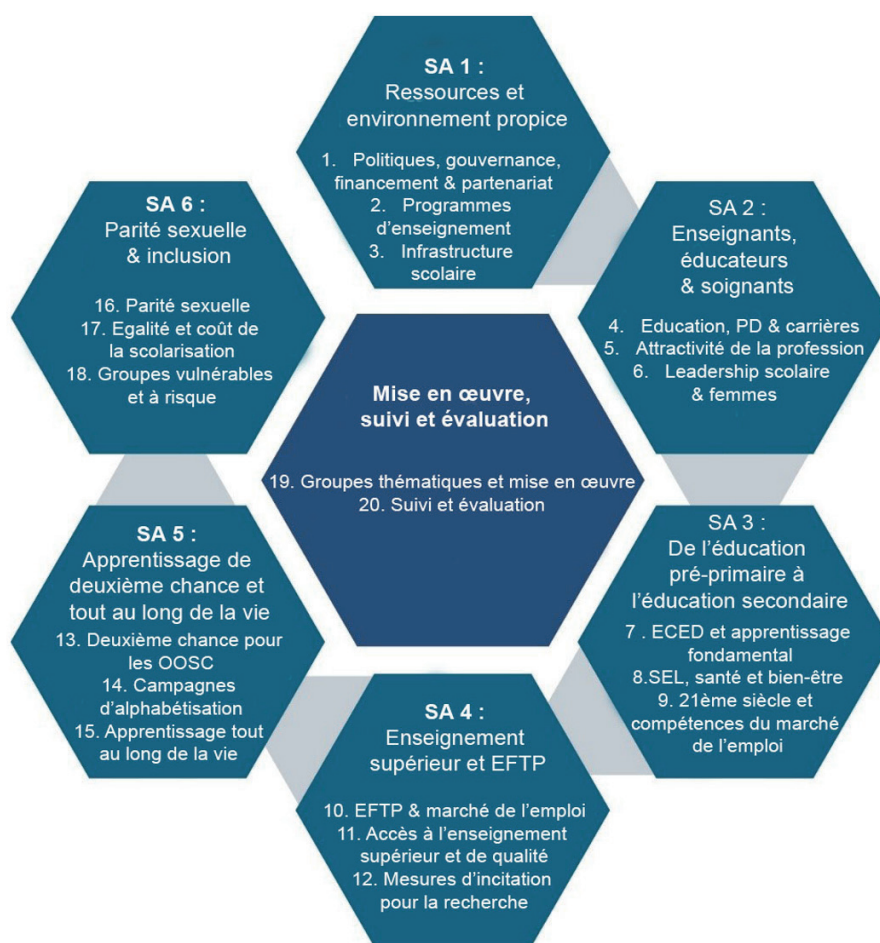 SA 1 :
Ressources et
environnement propice
1. Politiques, gouvernance,
financement & partenariat
2. Programmes
d'enseignement
3. Infrastructure
scolaire
SA 2 :
Enseignants,
éducateurs
& soignants
4. Education, PD & carrières
5. Attractivité de la profession
6. Leadership scolaire
& femmes
SA 3 :
De l'éducation
pré-primaire à
l'éducation secondaire
7 . ECED et apprentissage
fondamental
8.SEL, santé et bien-être
9. 21ème siècle et
compétences du marché
de l'emploi
SA 4 :
Enseignement
supérieur et EFTP
10. EFTP & marché de l'emploi
11. Accès à l'enseignement
supérieur et de qualité
12. Mesures d'incitation
pour la recherche
SA 5 :
Apprentissage de
deuxième chance et
tout au long de la vie
13. Deuxième chance pour
les OOSC
14. Campagnes
d'alphabétisation
15. Apprentissage tout
au long de la vie
SA 6 :
Parité sexuelle
& inclusion
16. Parité sexuelle
17. Egalité et coût de
la scolarisation
18. Groupes vulnérables
et à risque
Mise en œuvre,
suivi et évaluation
19. Groupes thématiques et mise en œuvre
20. Suivi et évaluation